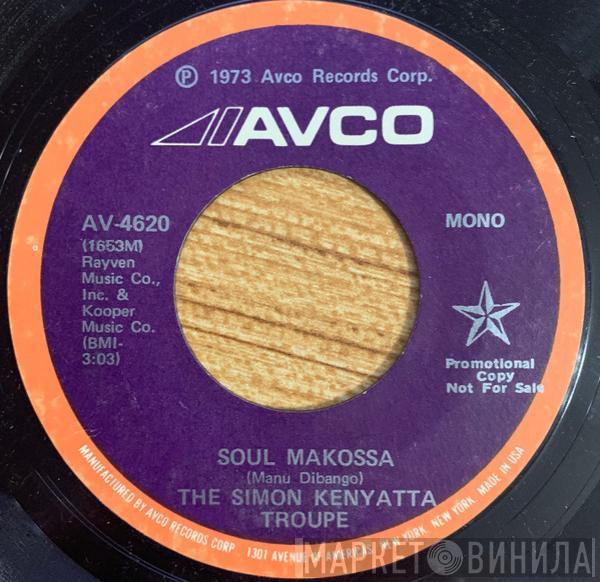 ℗ 1973 Avco Records Corp.
AVCO
AV-4620
(1653M)
Rayven
Music Co.,
Inc. &
Kooper
Music Co.
(BMI-
3:03)
MONO
Promotional
Copy
Not For Sale
SOUL MAKOSSA
(Manu Dibango)
THE SIMON KENYATTA
TROUPE
MANUFACTURED BY AVCO RECORDS CORP. 1301 AVENUE OF AMERICAS, NEW YORK, NEW YORK. MADE IN USA
МАРКЕТ ВИНИЛА